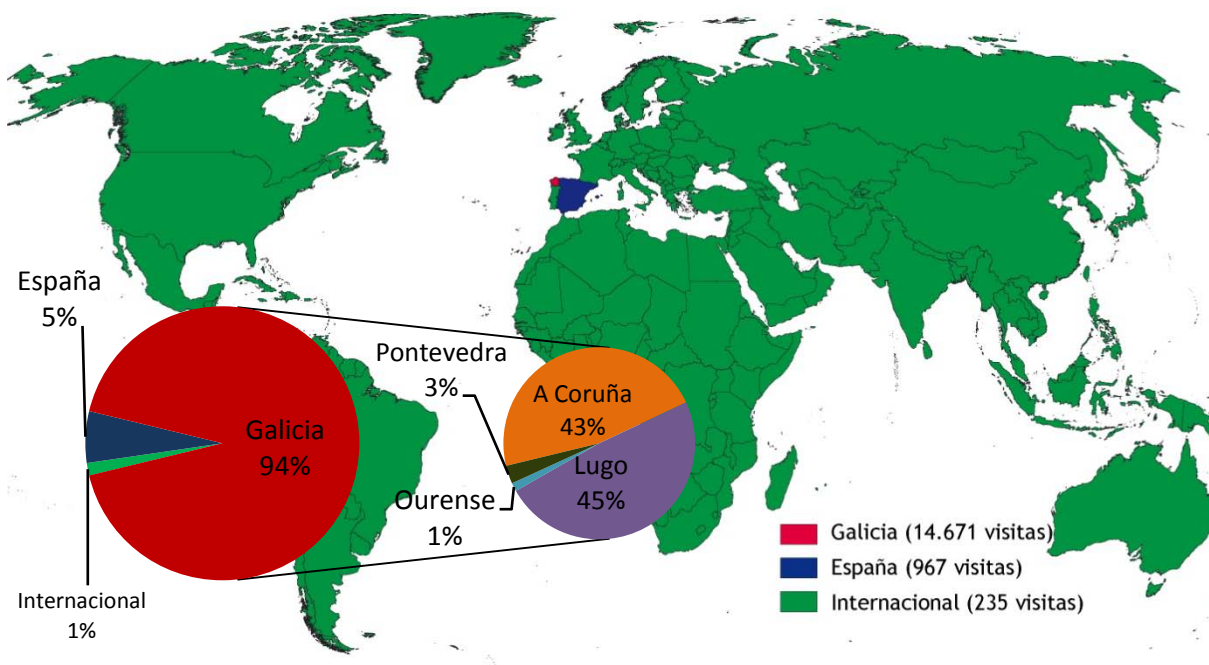 España
5%
Galicia
94%
Internacional
1%
Pontevedra
3%
A Coruña
43%
Lugo
45%
Ourense
1%
Galicia (14.671 visitas)
España (967 visitas)
Internacional (235 visitas)